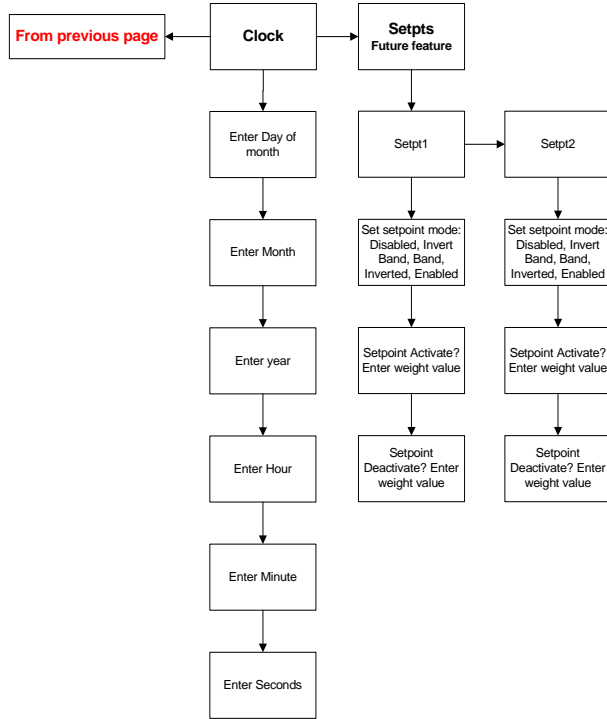 From previous page
Clock
Setpts
Future feature
Enter Day of
month
Setpt1
Setpt2
Enter Month
Set setpoint mode:
Disabled, Invert
Band, Band,
Inverted, Enabled
Set setpoint mode:
Disabled, Invert
Band, Band,
Inverted, Enabled
Enter year
Setpoint Activate?
Enter weight value
Setpoint Activate?
Enter weight value
Enter Hour
Setpoint
Deactivate? Enter
weight value
Setpoint
Deactivate? Enter
weight value
Enter Minute
Enter Seconds